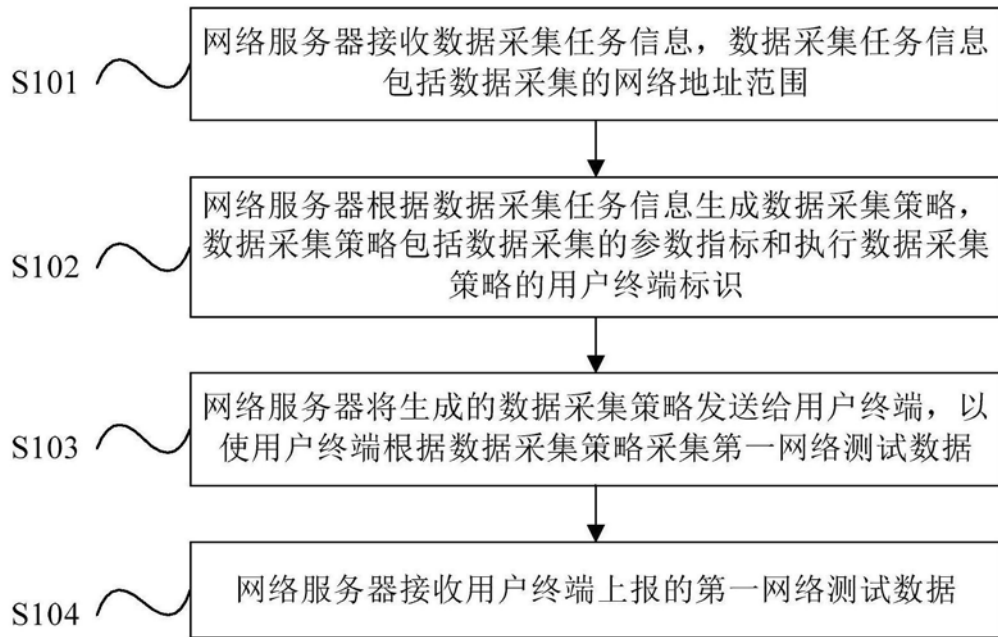 S101
网络服务器接收数据采集任务信息，数据采集任务信息
包括数据采集的网络地址范围
S102
网络服务器根据数据采集任务信息生成数据采集策略，
数据采集策略包括数据采集的参数指标和执行数据采集
策略的用户终端标识
S103
网络服务器将生成的数据采集策略发送给用户终端，以
使用户终端根据数据采集策略采集第一网络测试数据
S104
网络服务器接收用户终端上报的第一网络测试数据